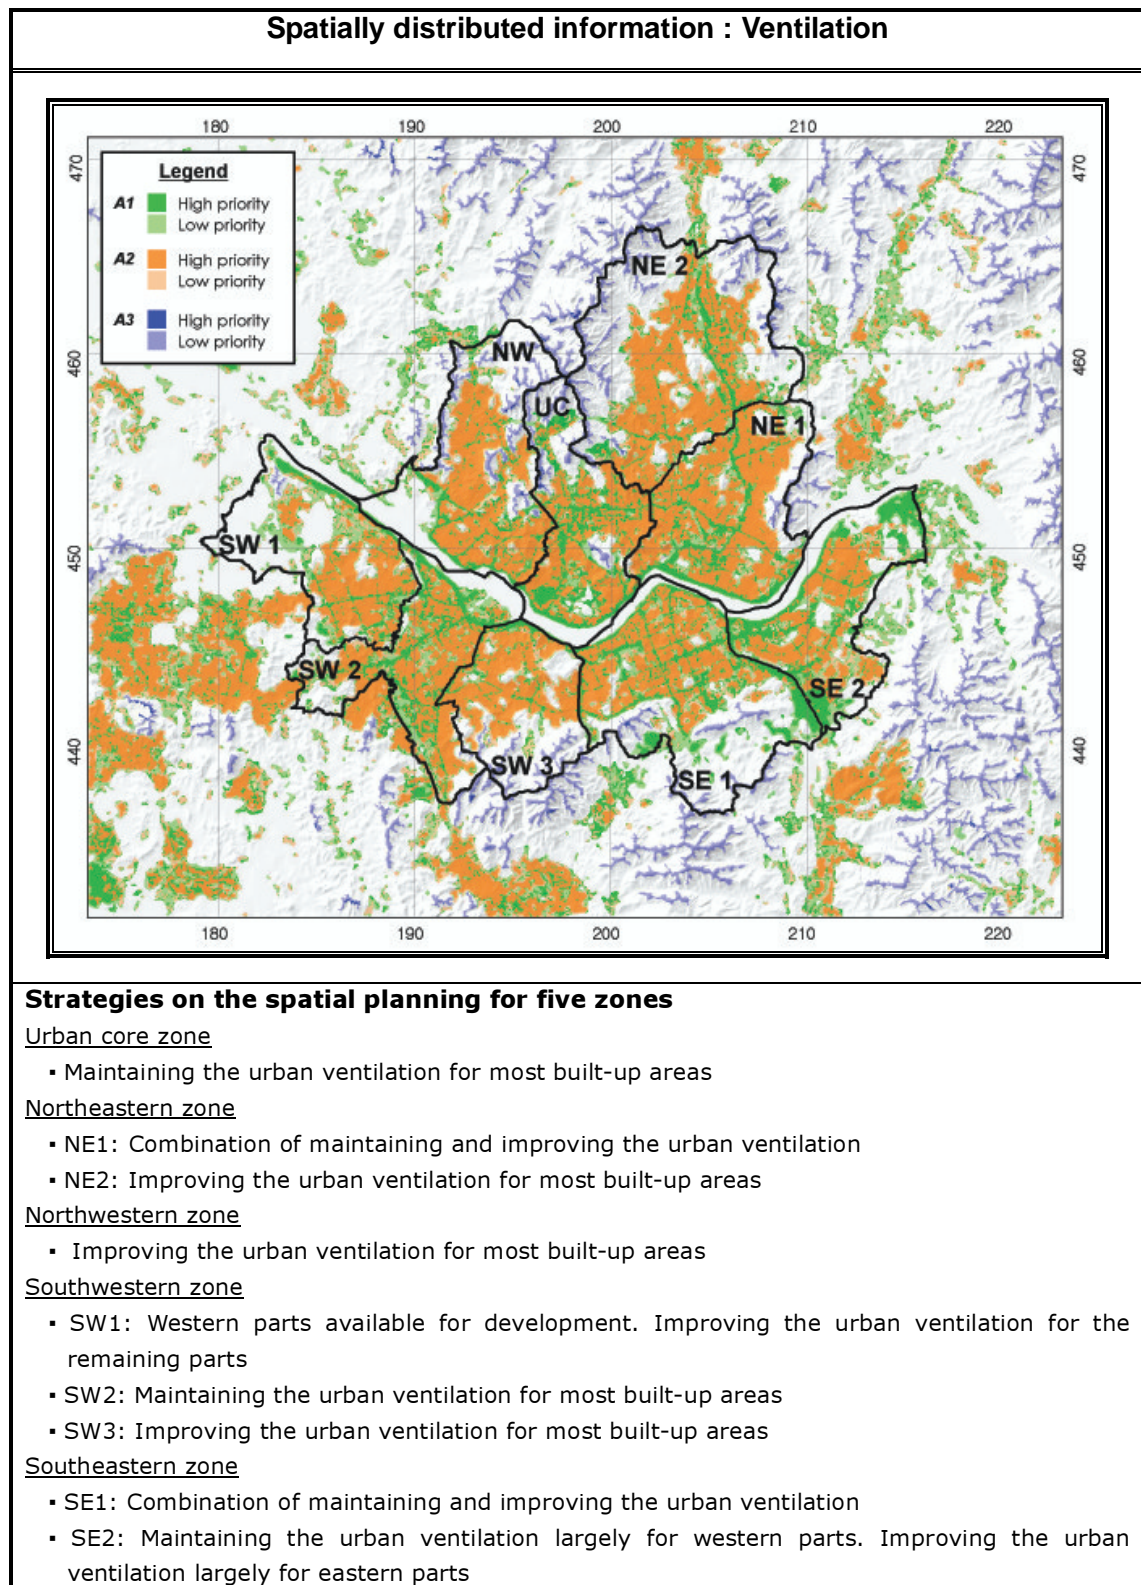 Spatially distributed information : Ventilation
180 190 200 210 220
470 470
Legend
A1 High priority
Low priority
A2 High priority
Low priority
A3 High priority
Low priority
NE 2
460 460
NW
UC
NE 1
450 450
SW 1
SW 2
SE 2
440 440
SW 3
SE 1
180 190 200 210 220
Strategies on the spatial planning for five zones
Urban core zone
▪ Maintaining the urban ventilation for most built-up areas
Northeastern zone
▪ NE1: Combination of maintaining and improving the urban ventilation
▪ NE2: Improving the urban ventilation for most built-up areas
Northwestern zone
▪ Improving the urban ventilation for most built-up areas
Southwestern zone
▪ SW1: Western parts available for development. Improving the urban ventilation for the
remaining parts
▪ SW2: Maintaining the urban ventilation for most built-up areas
▪ SW3: Improving the urban ventilation for most built-up areas
Southeastern zone
▪ SE1: Combination of maintaining and improving the urban ventilation
▪ SE2: Maintaining the urban ventilation largely for western parts. Improving the urban
ventilation largely for eastern parts